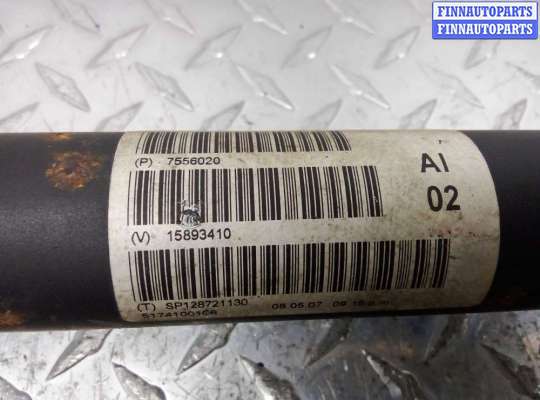 FINNAUTOPARTS
FINNAUTOPARTS
(P) 7556020
AI
02
(V) 15893410
(T) SP128721130 08.05.07